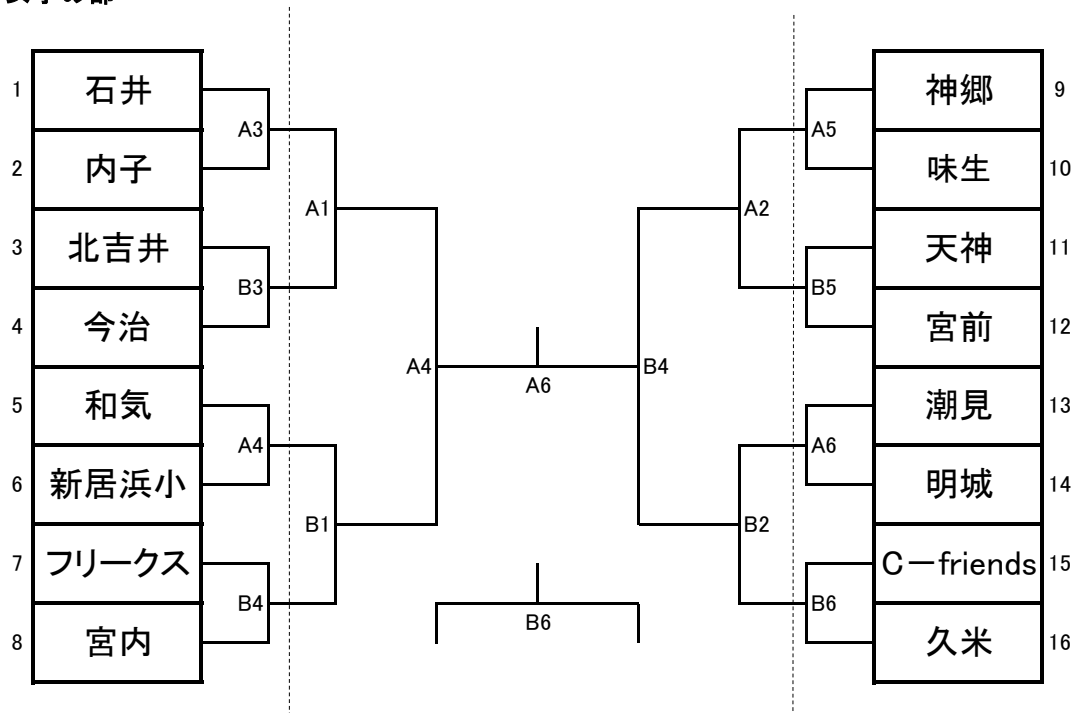 1 石井
2 内子
3 北吉井
4 今治
5 和気
6 新居浜小
7 フリークス
8 宮内
A3
B3
A4
B4
A1
B1
A4
A6
B6
B4
A2
B2
A5
B5
A6
B6
神郷 9
味生 10
天神 11
宮前 12
潮見 13
明城 14
C－friends 15
久米 16